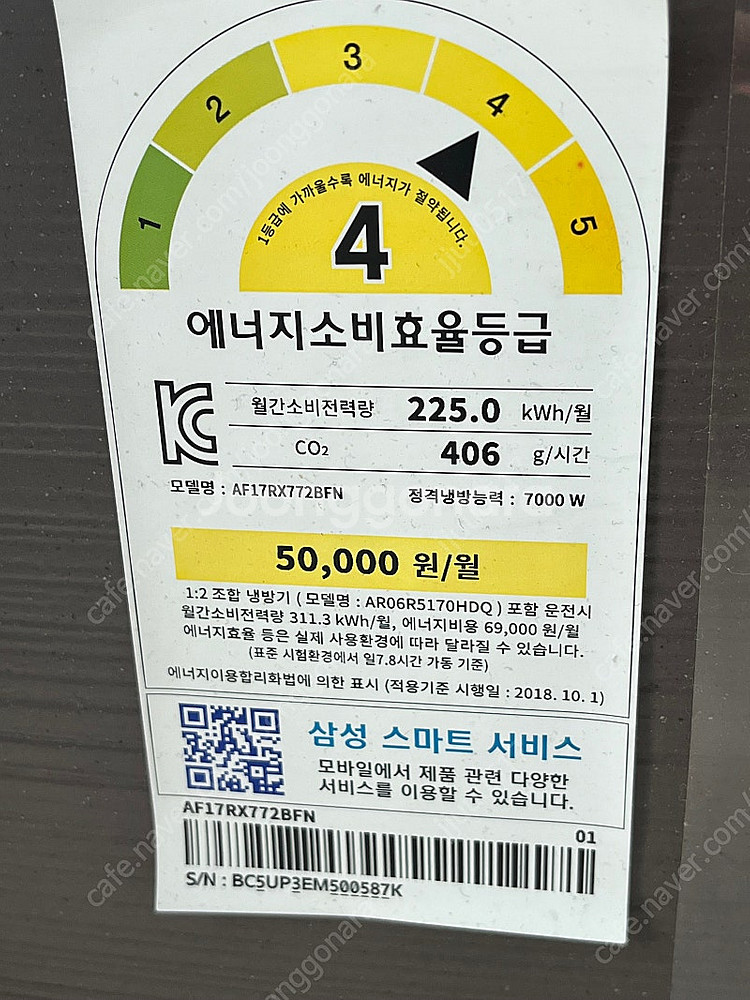 1
2
3
4
5
1등급에 가까울수록 에너지가 절약됩니다.
4
에너지소비효율등급
월간소비전력량 225.0 kWh/월
CO₂ 406 g/시간
모델명 : AF17RX772BFN 정격냉방능력 : 7000 W
50,000 원/월
1:2 조합 냉방기 ( 모델명 : AR06R5170HDQ ) 포함 운전시
월간소비전력량 311.3 kWh/월, 에너지비용 69,000 원/월
에너지효율 등은 실제 사용환경에 따라 달라질 수 있습니다.
(표준 시험환경에서 일7.8시간 가동 기준)
에너지이용합리화법에 의한 표시 (적용기준 시행일 : 2018. 10. 1)
삼성 스마트 서비스
모바일에서 제품 관련 다양한
서비스를 이용할 수 있습니다.
AF17RX772BFN 01
S/N : BC5UP3EM500587K